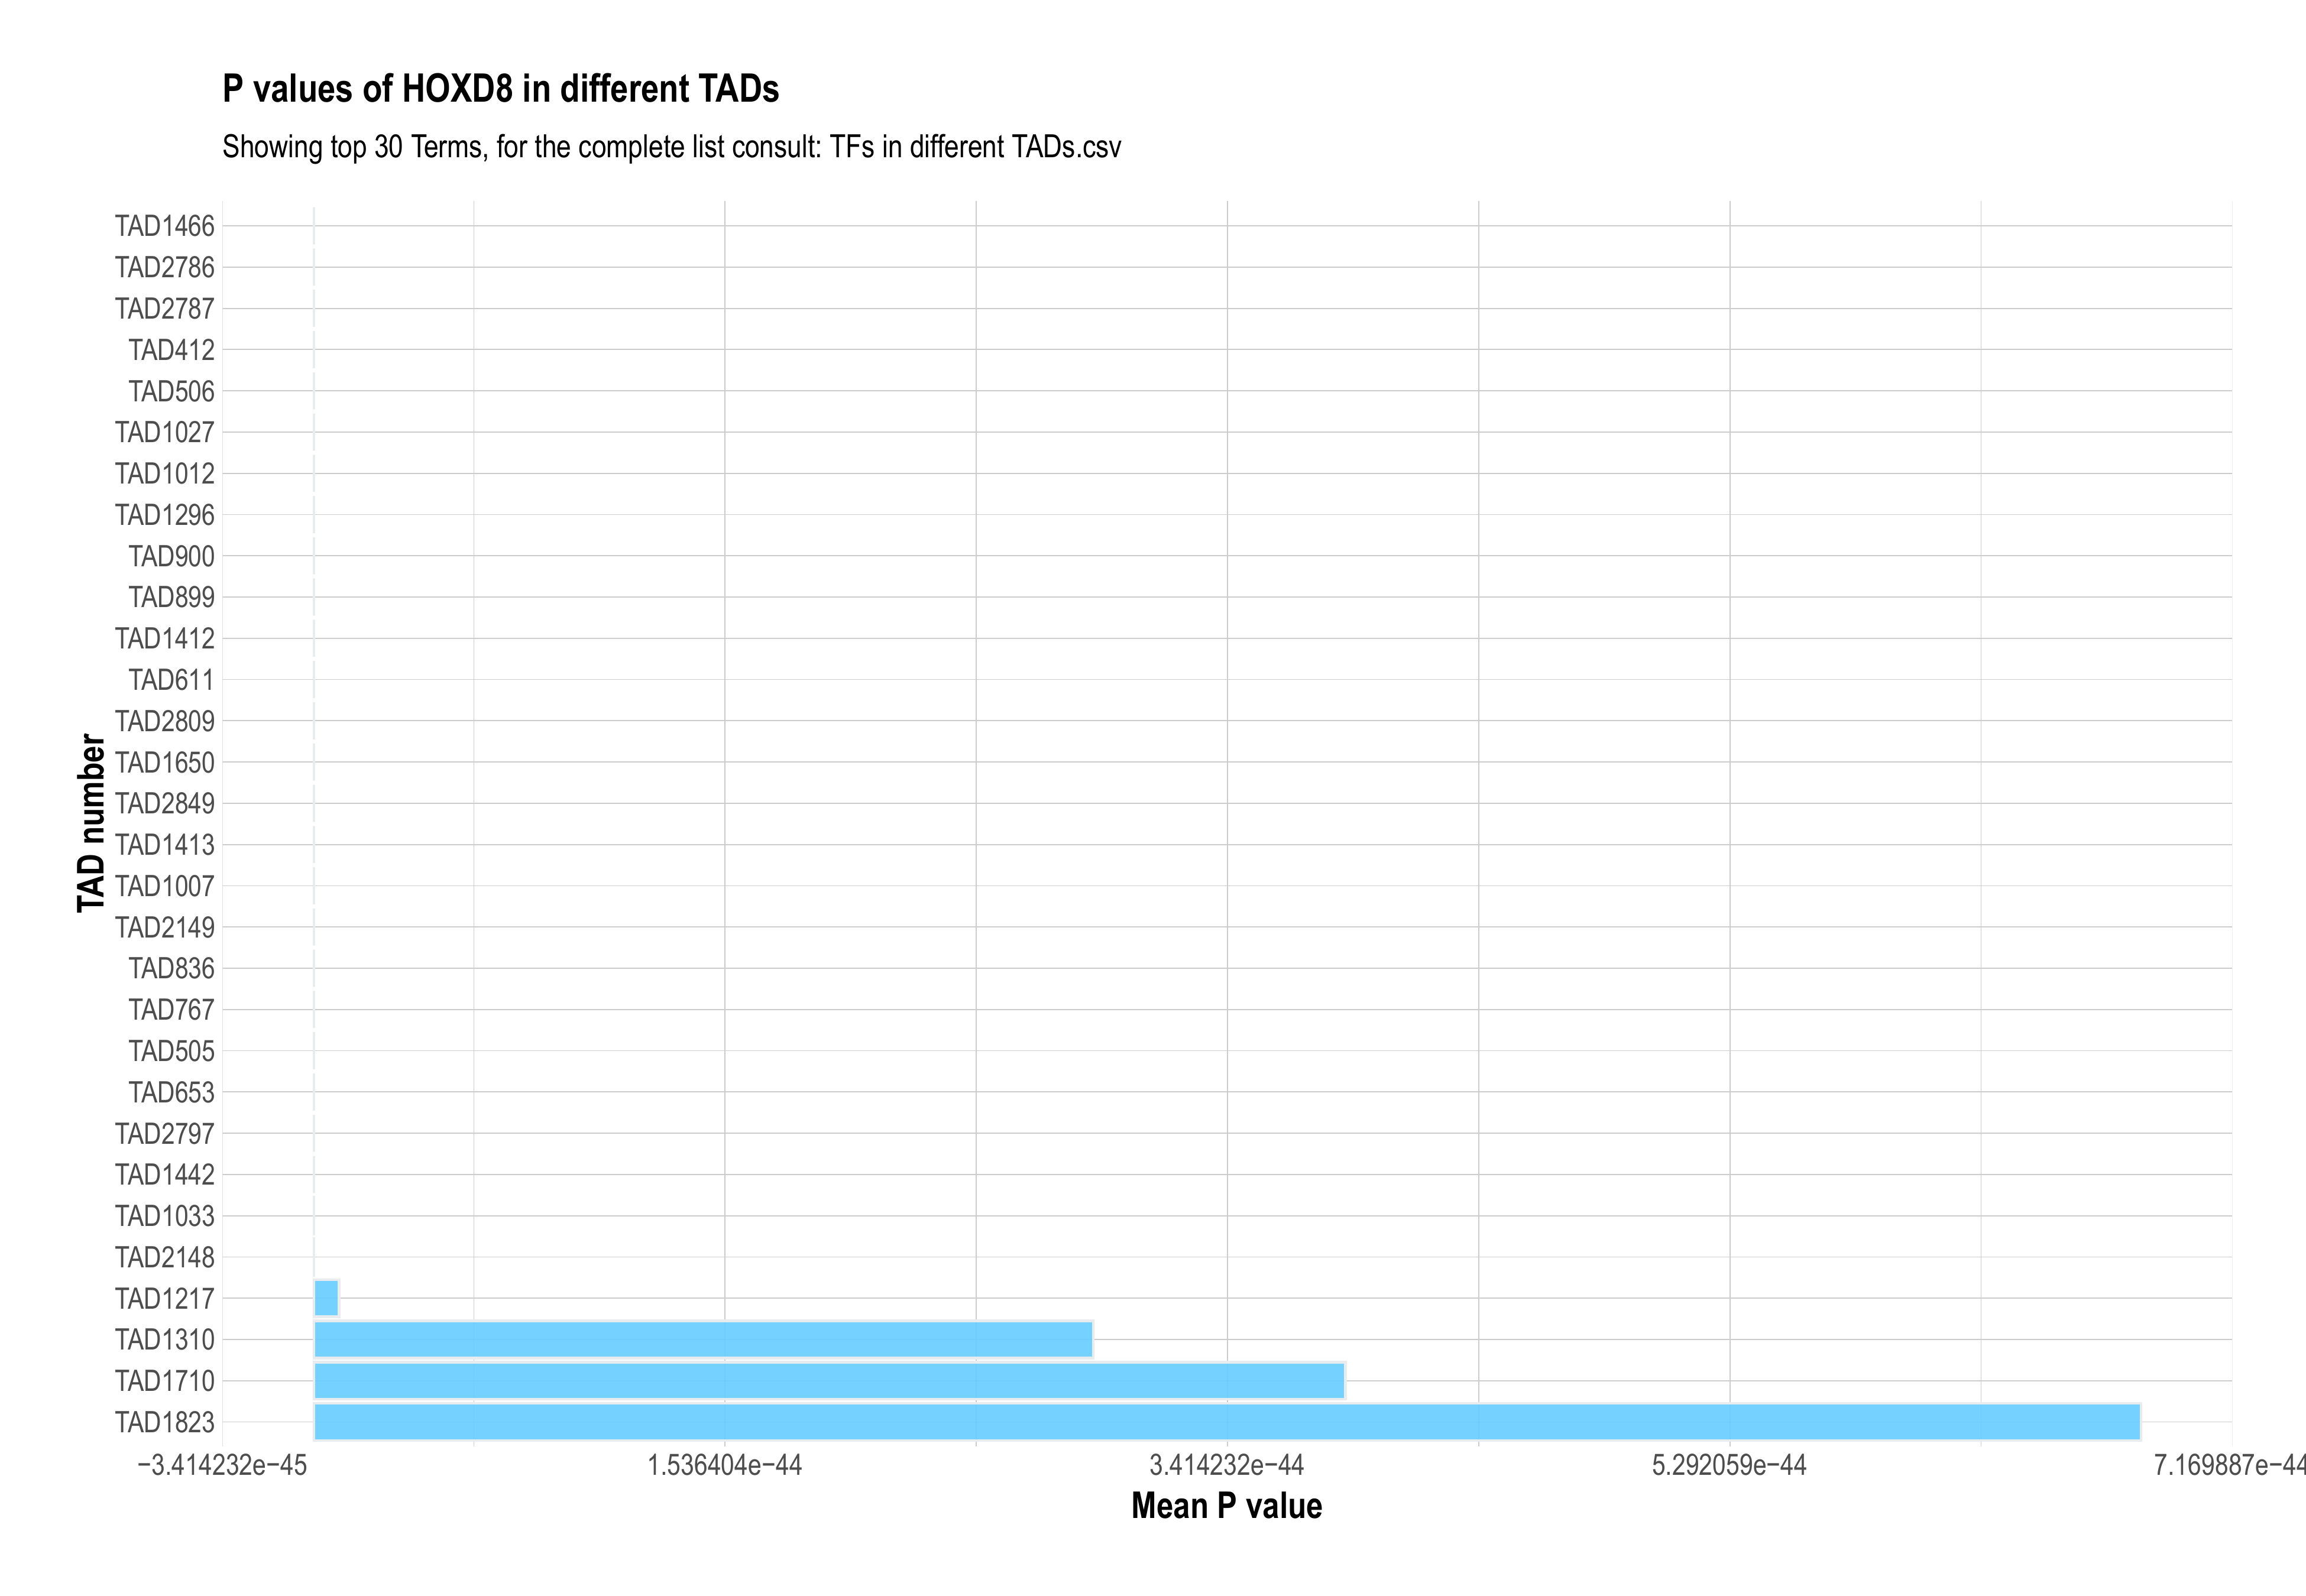 P values of HOXD8 in different TADs
Showing top 30 Terms, for the complete list consult: TFs in different TADs.csv
TAD number
TAD1466
TAD2786
TAD2787
TAD412
TAD506
TAD1027
TAD1012
TAD1296
TAD900
TAD899
TAD1412
TAD611
TAD2809
TAD1650
TAD2849
TAD1413
TAD1007
TAD2149
TAD836
TAD767
TAD505
TAD653
TAD2797
TAD1442
TAD1033
TAD2148
TAD1217
TAD1310
TAD1710
TAD1823
−3.414232e−45 1.536404e−44 3.414232e−44 5.292059e−44 7.169887e−44
Mean P value